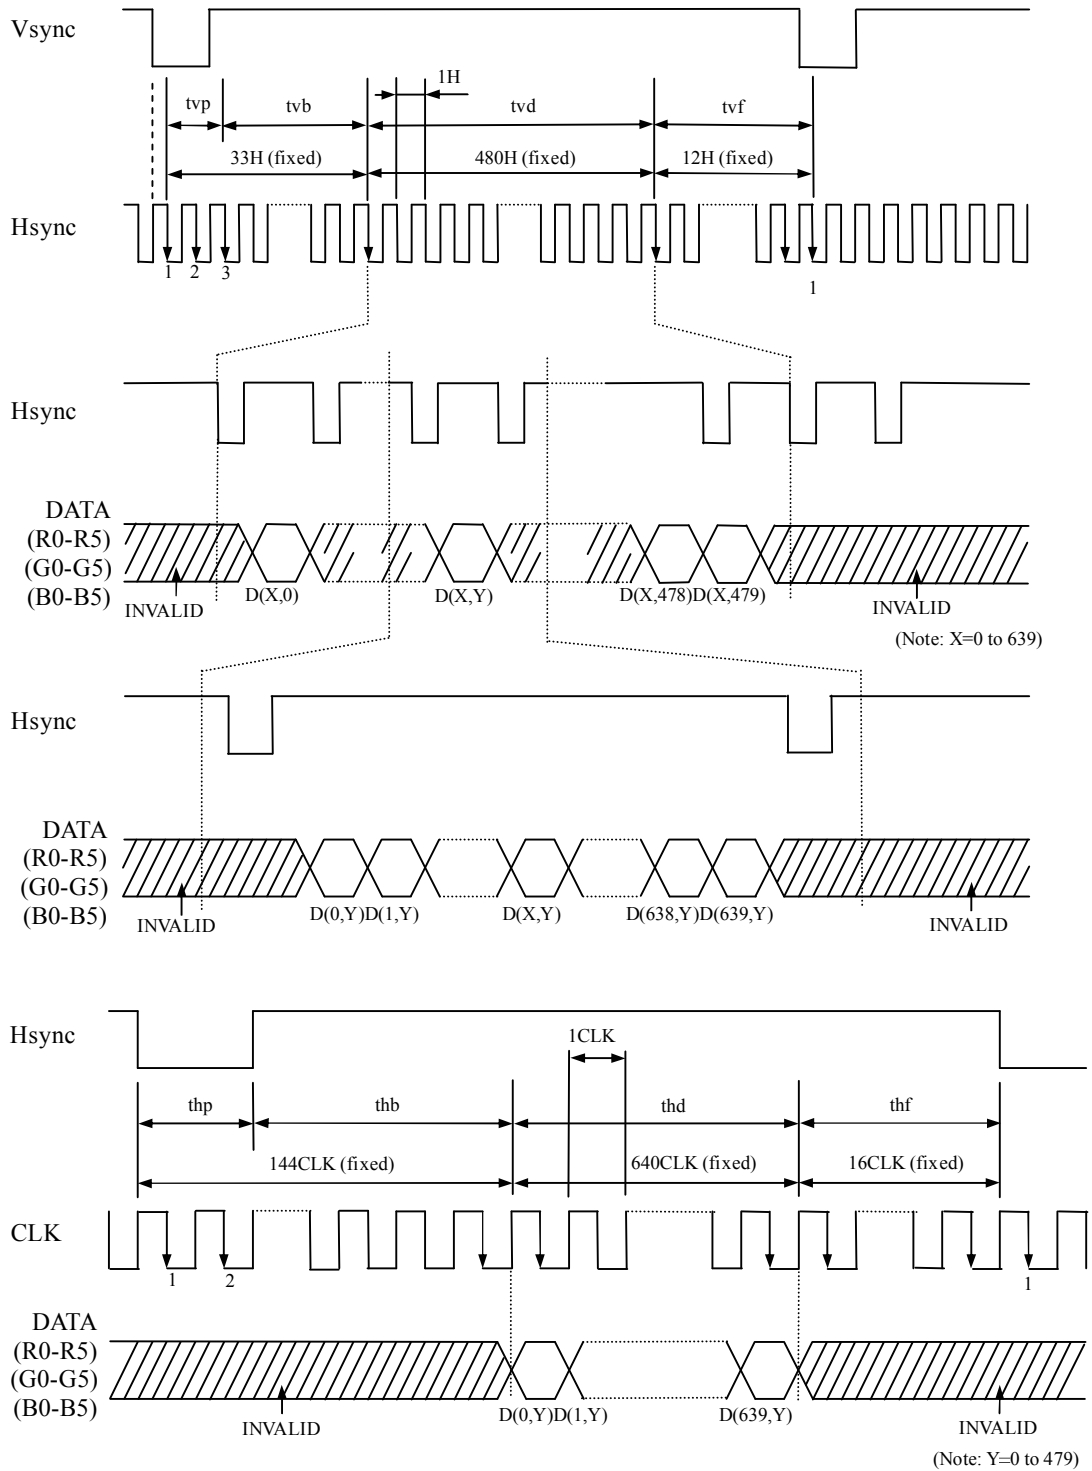 Vsync
1H
tvp
tvb
tvd
tvf
33H (fixed)
480H (fixed)
12H (fixed)
Hsync
1
2
3
1
Hsync
DATA
(R0-R5)
(G0-G5)
(B0-B5)
INVALID
D(X,0)
D(X,Y)
D(X,478)D(X,479)
INVALID
(Note: X=0 to 639)
Hsync
DATA
(R0-R5)
(G0-G5)
(B0-B5)
INVALID
D(0,Y)D(1,Y)
D(X,Y)
D(638,Y)D(639,Y)
INVALID
Hsync
1CLK
thp
thb
thd
thf
144CLK (fixed)
640CLK (fixed)
16CLK (fixed)
CLK
1
2
1
DATA
(R0-R5)
(G0-G5)
(B0-B5)
INVALID
D(0,Y)D(1,Y)
D(639,Y)
INVALID
(Note: Y=0 to 479)